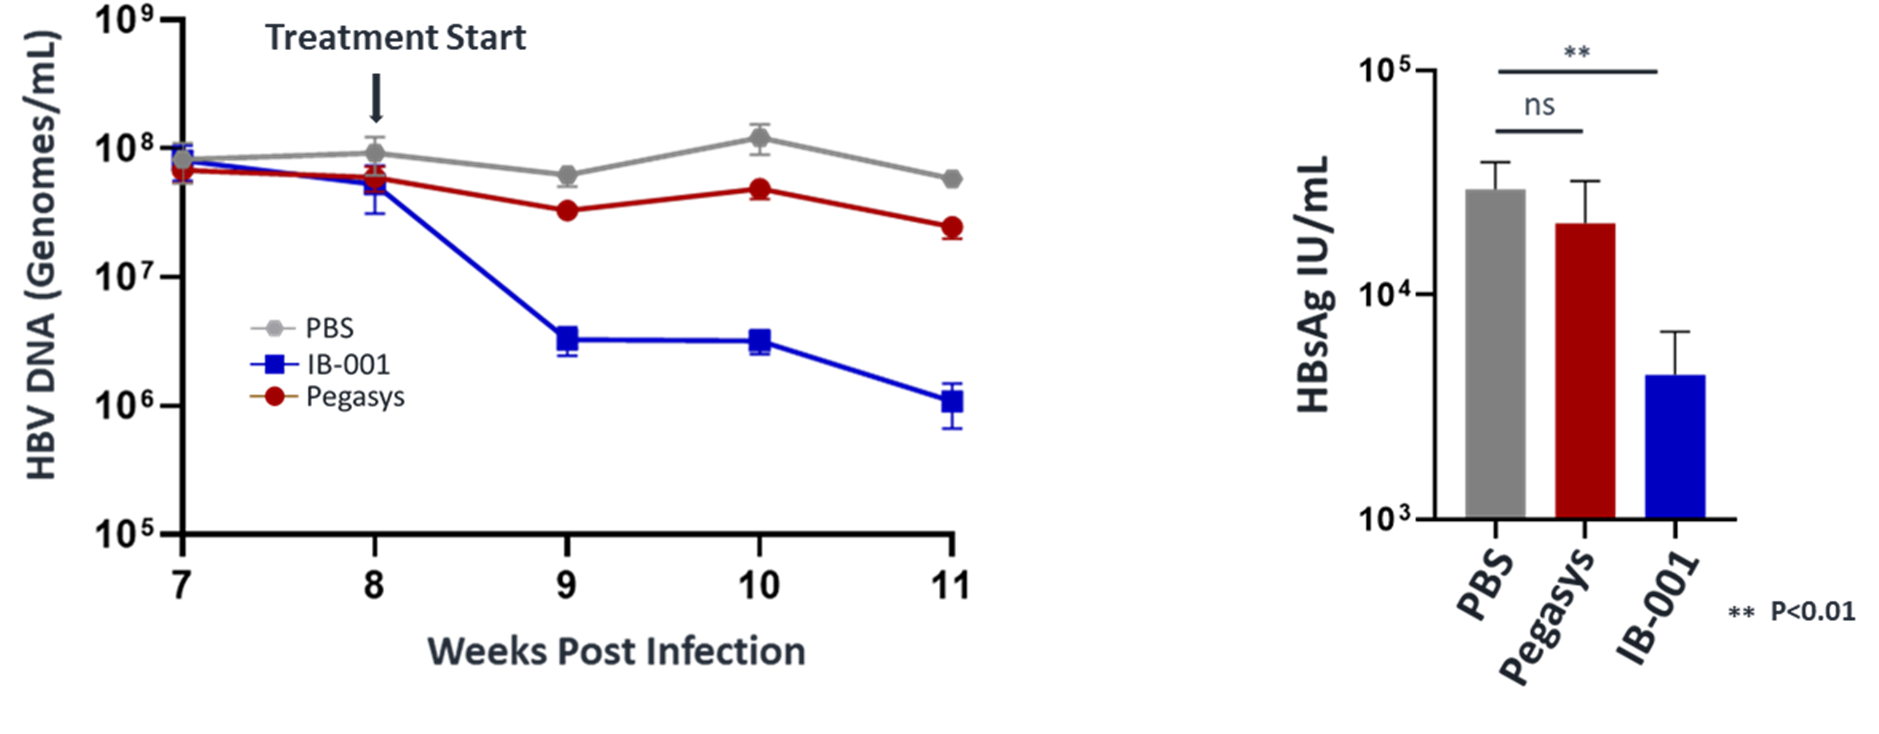 HBV DNA (Genomes/mL)
10⁹
10⁸
10⁷
10⁶
10⁵
Treatment Start
PBS
IB-001
Pegasys
7 8 9 10 11
Weeks Post Infection
HBsAg IU/mL
10⁵
10⁴
10³
**
ns
PBS
Pegasys
IB-001
** P<0.01